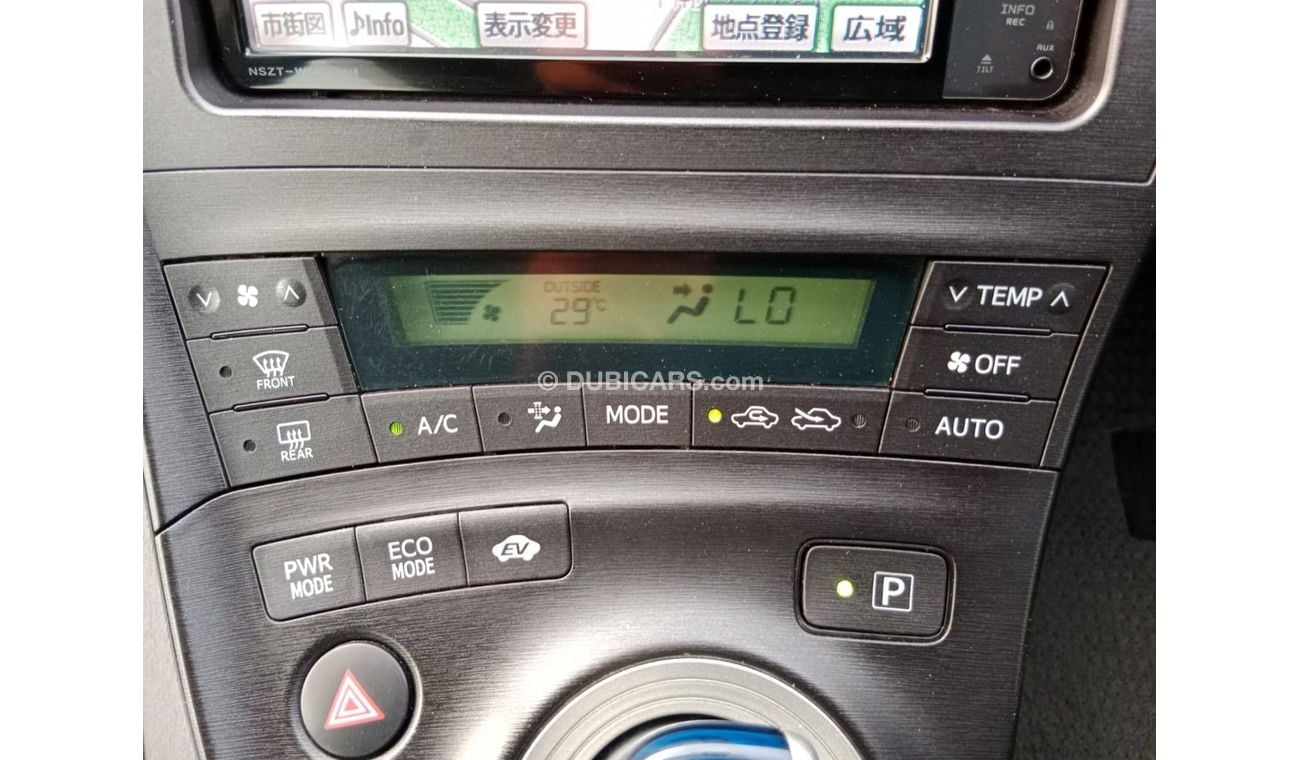 市街図 ♪Info 表示変更 地点登録 広域
INFO
REC
AUX
TILT
OUTSIDE
29°C LO
TEMP
FRONT
OFF
© DUBICARS.com
REAR A/C MODE AUTO
PWR MODE
ECO MODE
EV
P